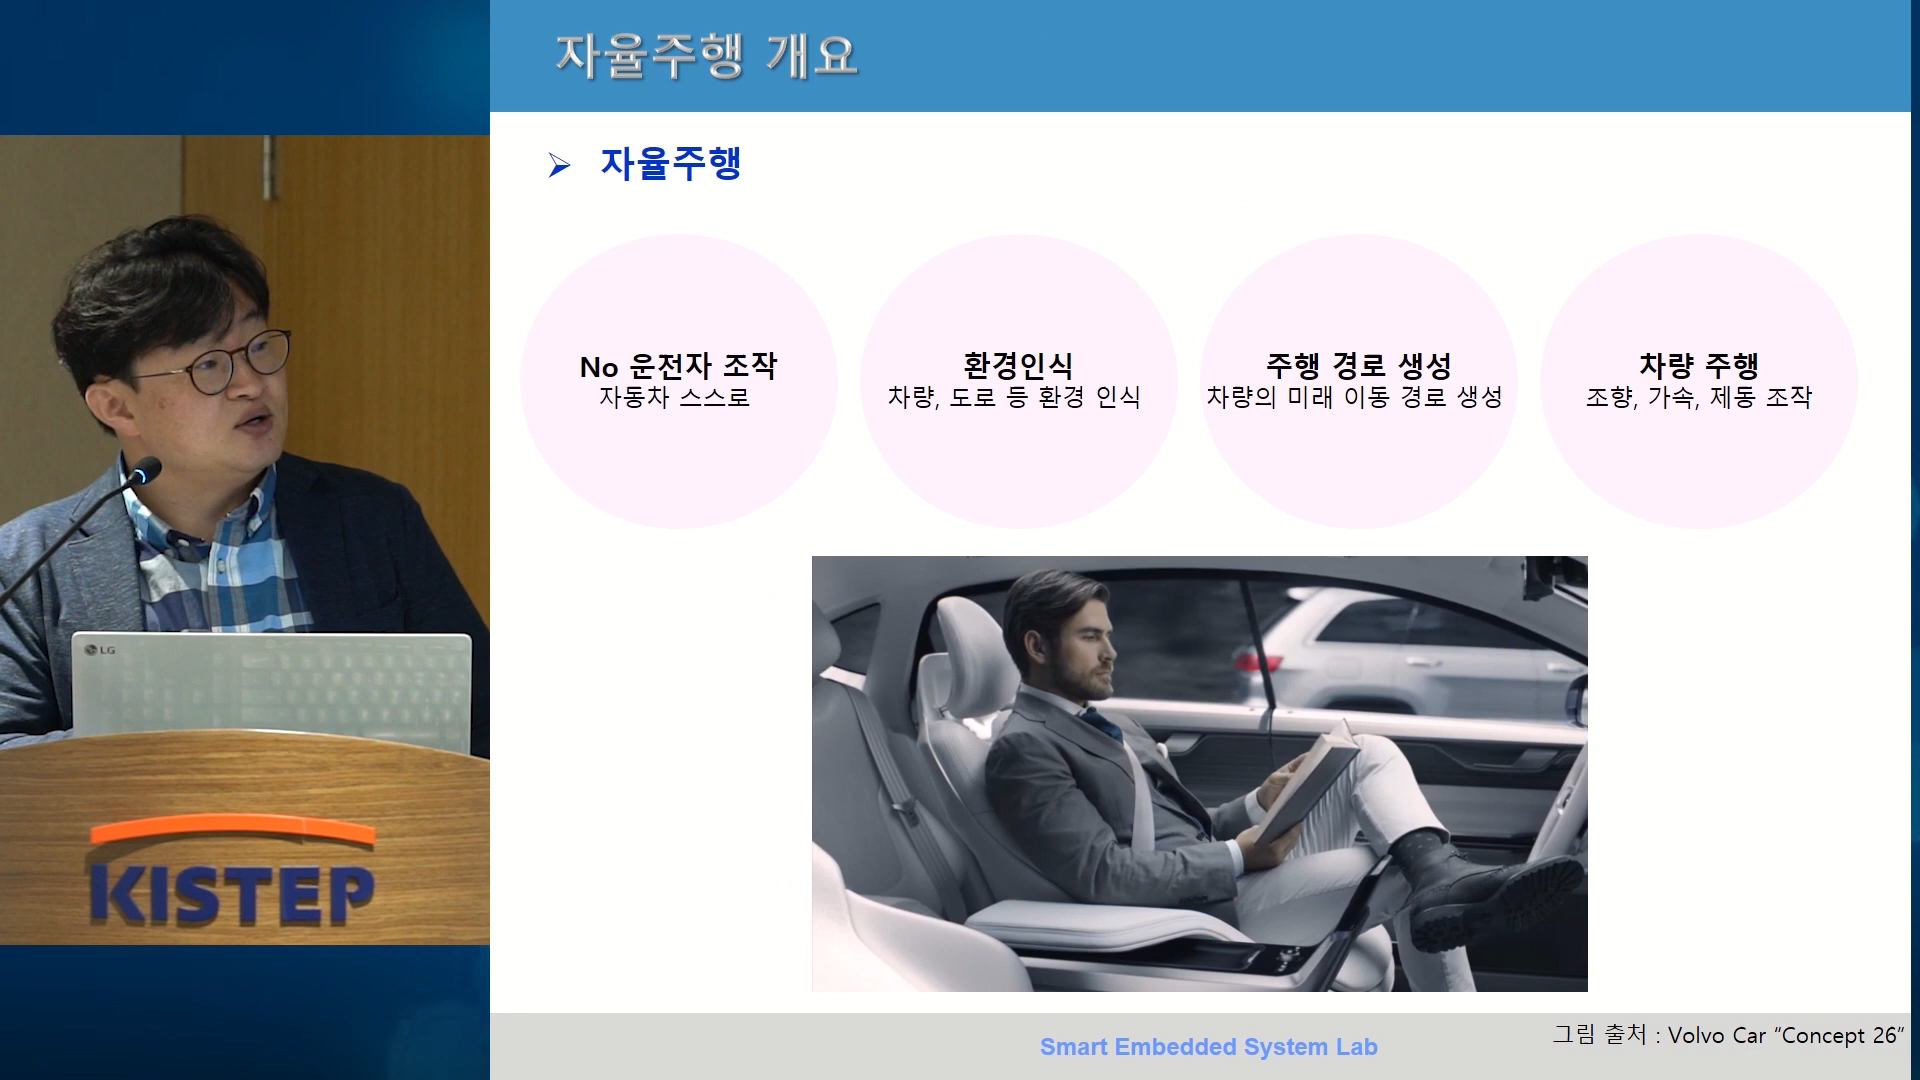 자율주행 개요
자율주행
No 운전자 조작
자동차 스스로
환경인식
차량, 도로 등 환경 인식
주행 경로 생성
차량의 미래 이동 경로 생성
차량 주행
조향, 가속, 제동 조작
LG
KISTEP
Smart Embedded System Lab
그림 출처 : Volvo Car “Concept 26”